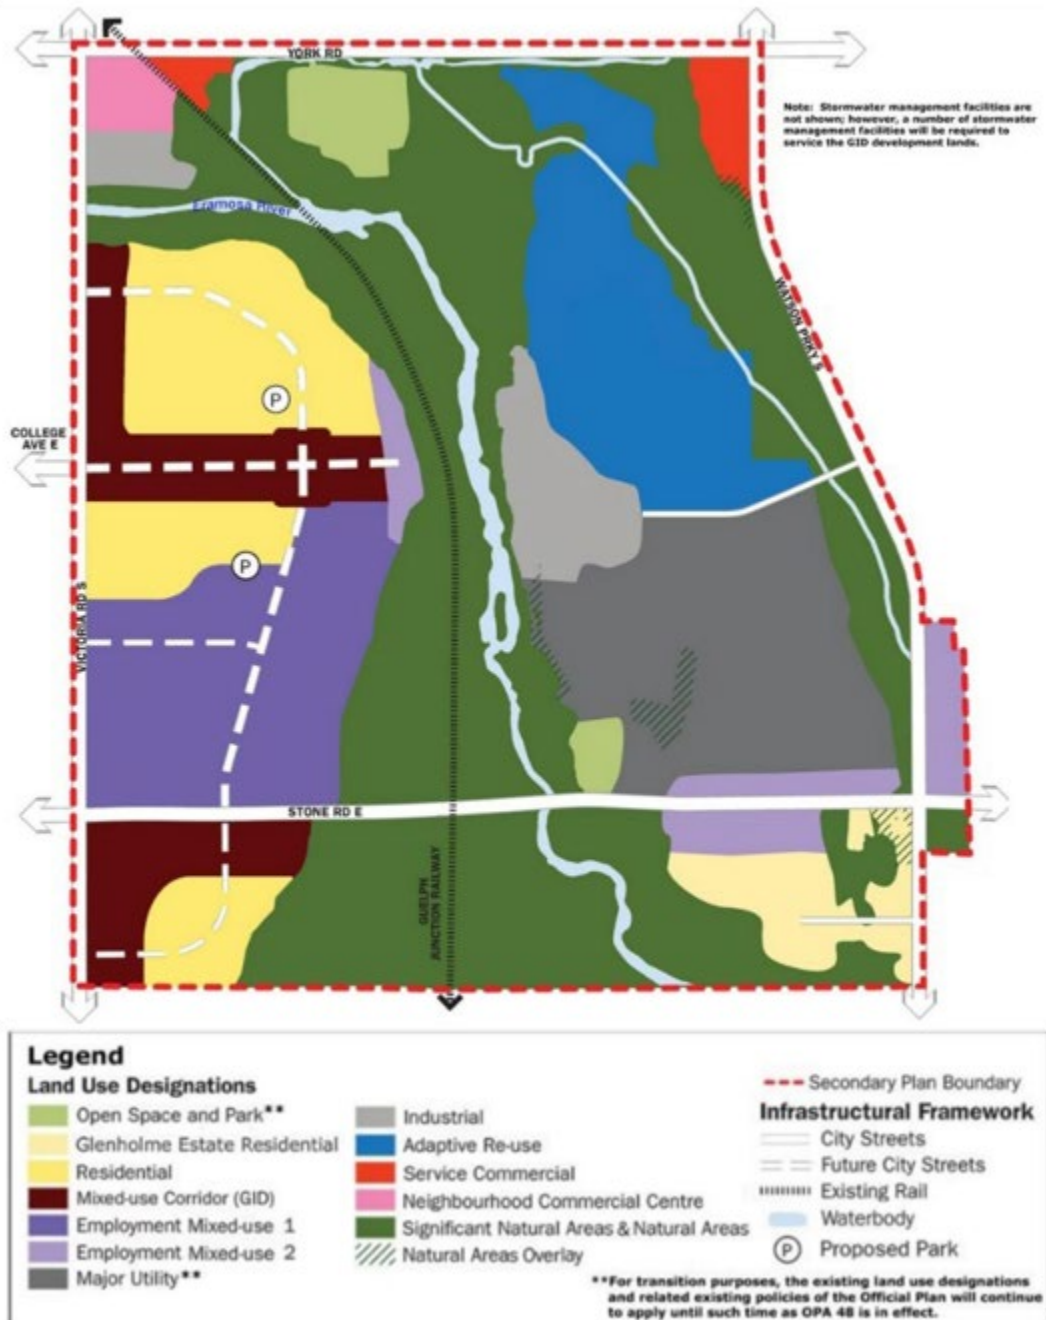 YORK RD
Note: Stormwater management facilities are
not shown; however, a number of stormwater
management facilities will be required to
service the GID development lands.
Eramosa River
WATSON PRKY S
P
COLLEGE
AVE E
P
VICTORIA RD S
STONE RD E
GUELPH
JUNCTION RAILWAY
Legend
Land Use Designations
Open Space and Park**
Glenholme Estate Residential
Residential
Mixed-use Corridor (GID)
Employment Mixed-use 1
Employment Mixed-use 2
Major Utility**
Industrial
Adaptive Re-use
Service Commercial
Neighbourhood Commercial Centre
Significant Natural Areas & Natural Areas
Natural Areas Overlay
Secondary Plan Boundary
Infrastructural Framework
City Streets
Future City Streets
Existing Rail
Waterbody
P Proposed Park
**For transition purposes, the existing land use designations
and related existing policies of the Official Plan will continue
to apply until such time as OPA 48 is in effect.